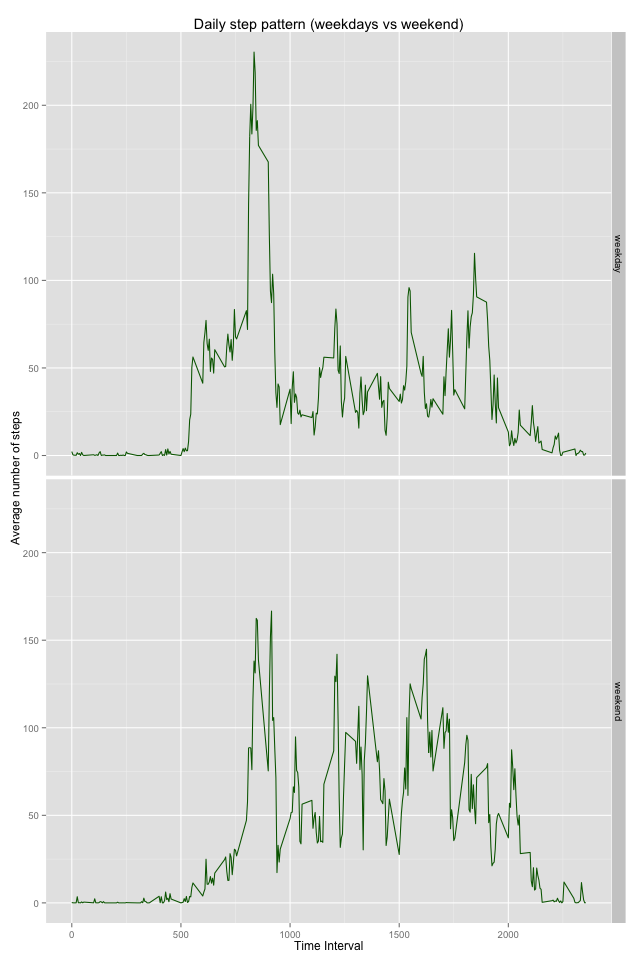 Daily step pattern (weekdays vs weekend)
200
150
100
50
0
weekday
Average number of steps
200
150
100
50
0
weekend
0 500 1000 1500 2000
Time Interval